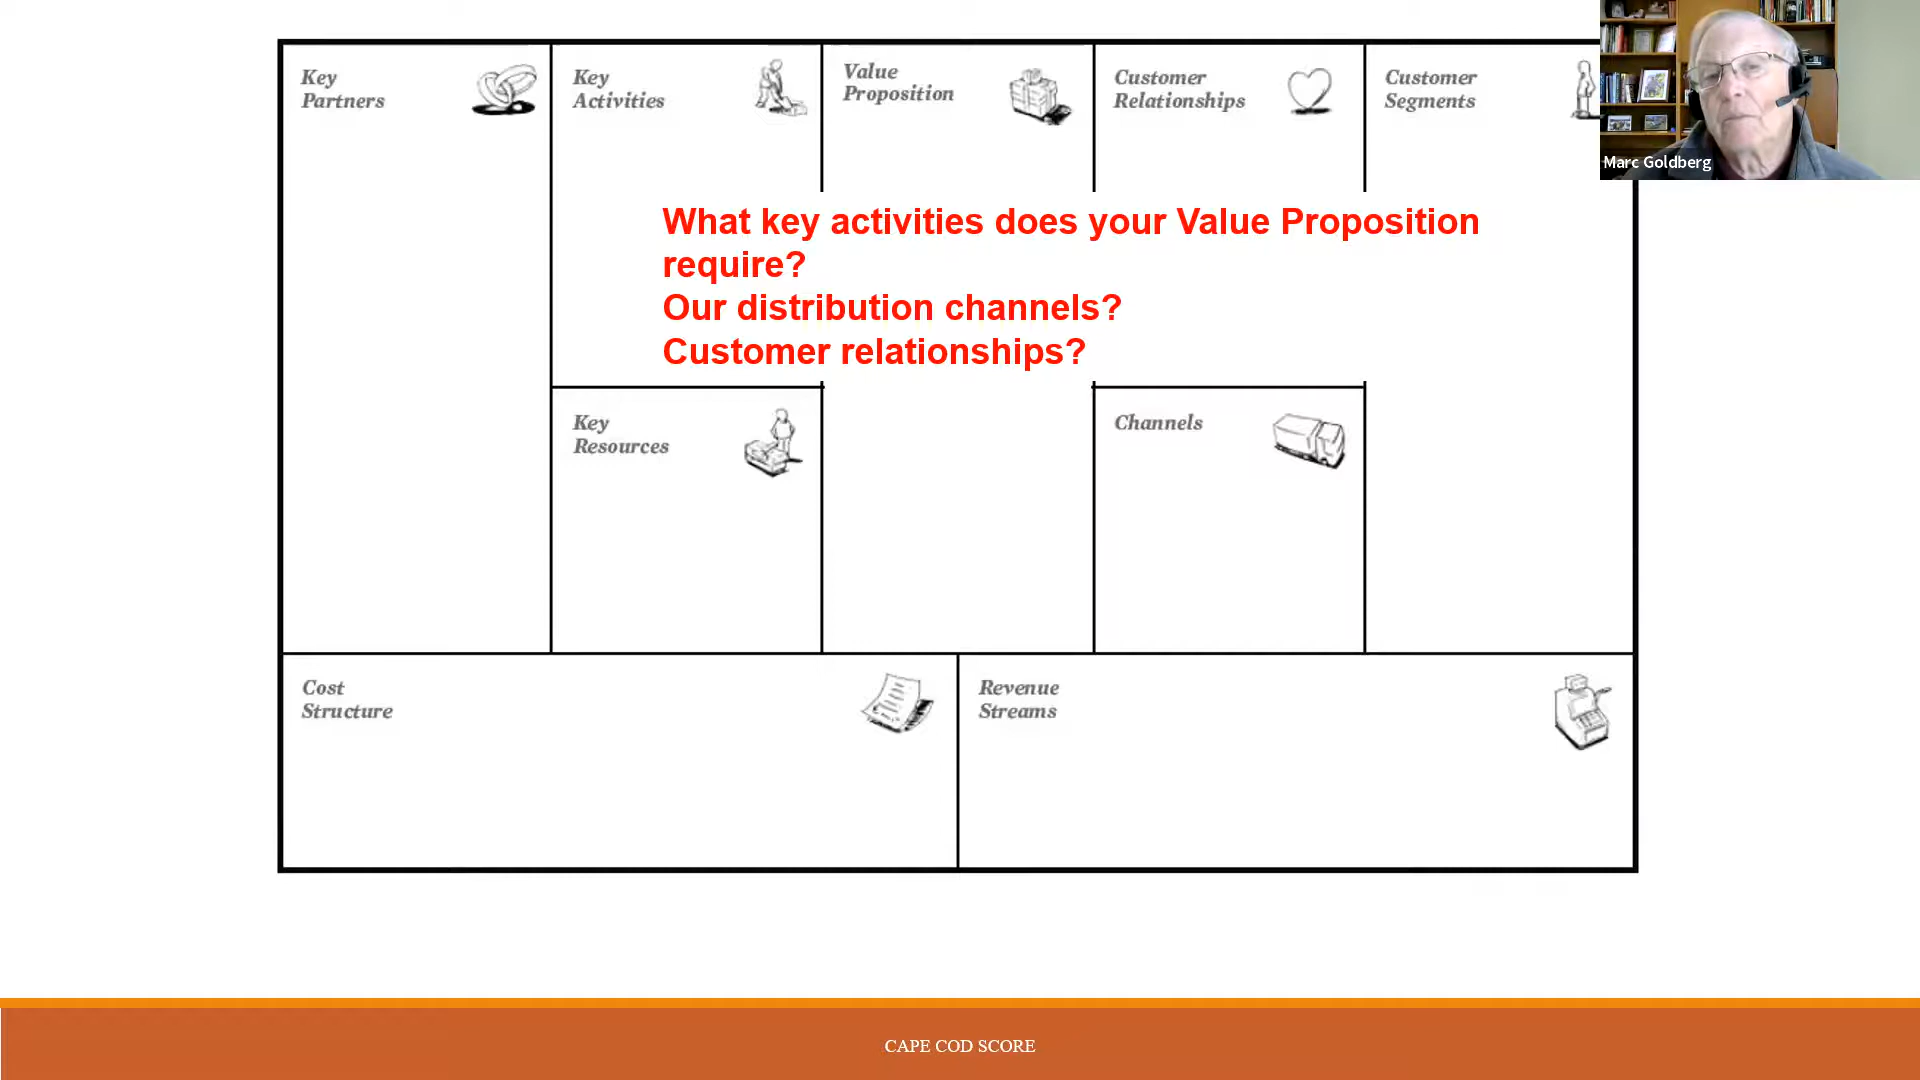 Key
Partners
Key
Activities
Value
Proposition
Customer
Relationships
Customer
Segments
Marc Goldberg
What key activities does your Value Proposition
require?
Our distribution channels?
Customer relationships?
Key
Resources
Channels
Cost
Structure
Revenue
Streams
CAPE COD SCORE